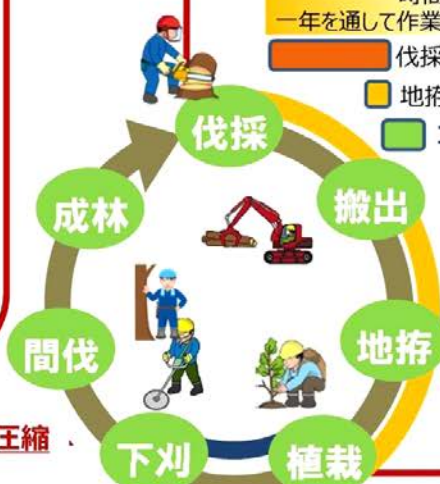 一年を通して作業
伐採
地拵
伐採
搬出
地拵
植栽
下刈
間伐
成林
圧縮